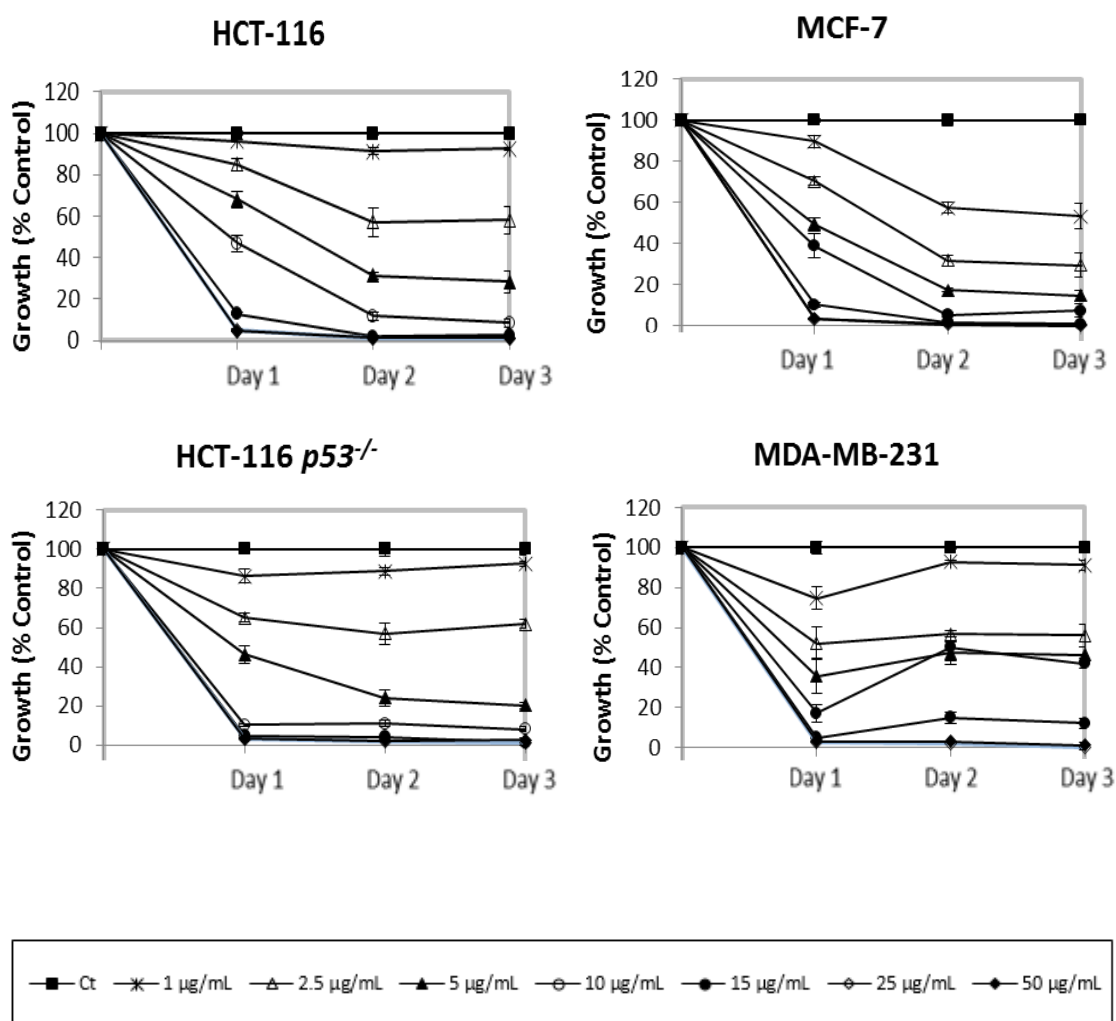 HCT-116
Growth (% Control)
120
100
80
60
40
20
0
Day 1 Day 2 Day 3
MCF-7
Growth (% Control)
120
100
80
60
40
20
0
Day 1 Day 2 Day 3
HCT-116 p53-/-
Growth (% Control)
120
100
80
60
40
20
0
Day 1 Day 2 Day 3
MDA-MB-231
Growth (% Control)
120
100
80
60
40
20
0
Day 1 Day 2 Day 3
Ct 1 µg/mL 2.5 µg/mL 5 µg/mL 10 µg/mL 15 µg/mL 25 µg/mL 50 µg/mL